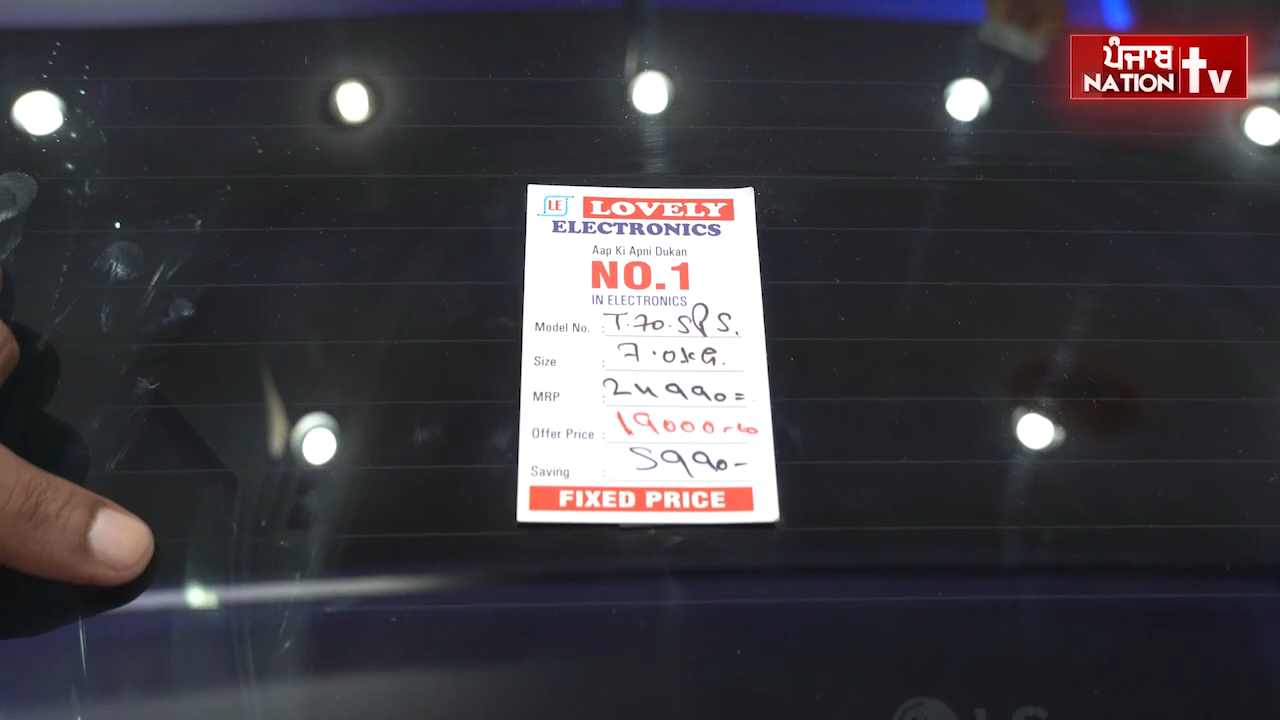 ਪੰਜਾਬ
NATION tv
LE LOVELY
ELECTRONICS
Aap Ki Apni Dukan
NO.1
IN ELECTRONICS
Model No. : T.70.SPS.
Size : 7.0KG.
MRP : 24990=
Offer Price : 19000-00
Saving : 5990-
FIXED PRICE
LG